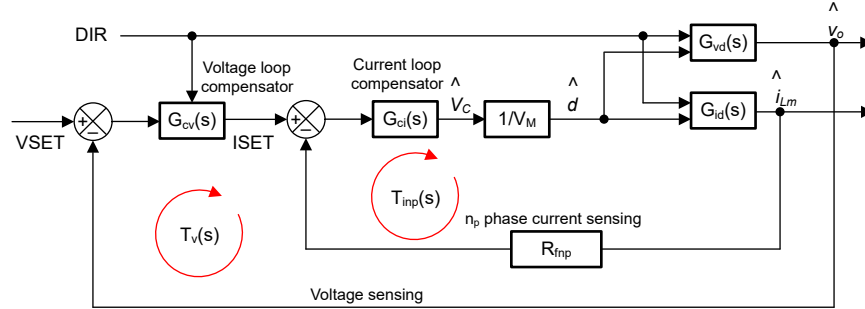 DIR
^
G_vd(s)
v_o
Voltage loop
compensator
Current loop
compensator
^
V_C
^
d
^
i_Lm
+
−
G_cv(s)
+
−
G_ci(s)
1/V_M
G_id(s)
VSET
ISET
T_inp(s)
T_v(s)
n_p phase current sensing
R_fnp
Voltage sensing